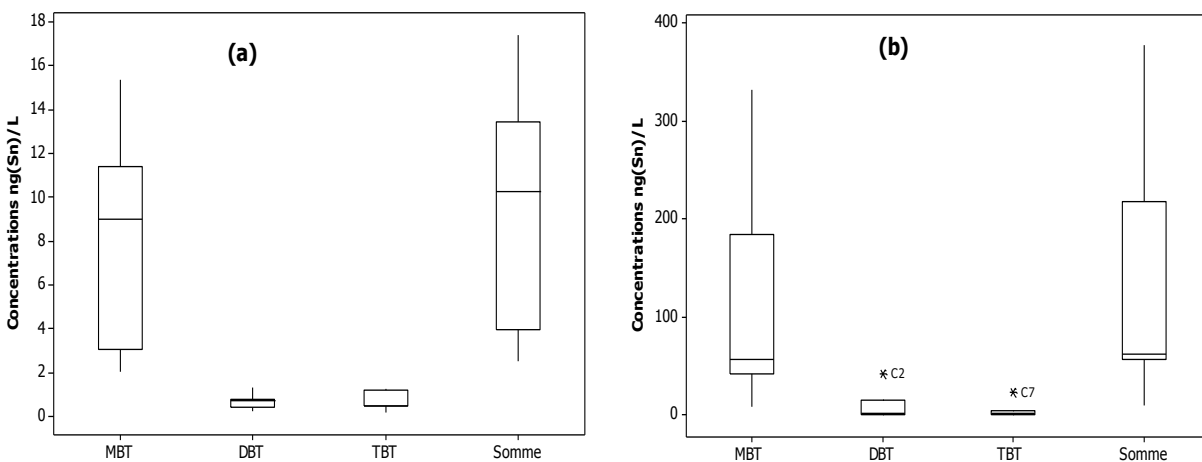 (a)
Concentrations ng(Sn)/L
18
16
14
12
10
8
6
4
2
0
MBT DBT TBT Somme
(b)
Concentrations ng(Sn)/L
400
300
200
100
0
C2
C7
MBT DBT TBT Somme